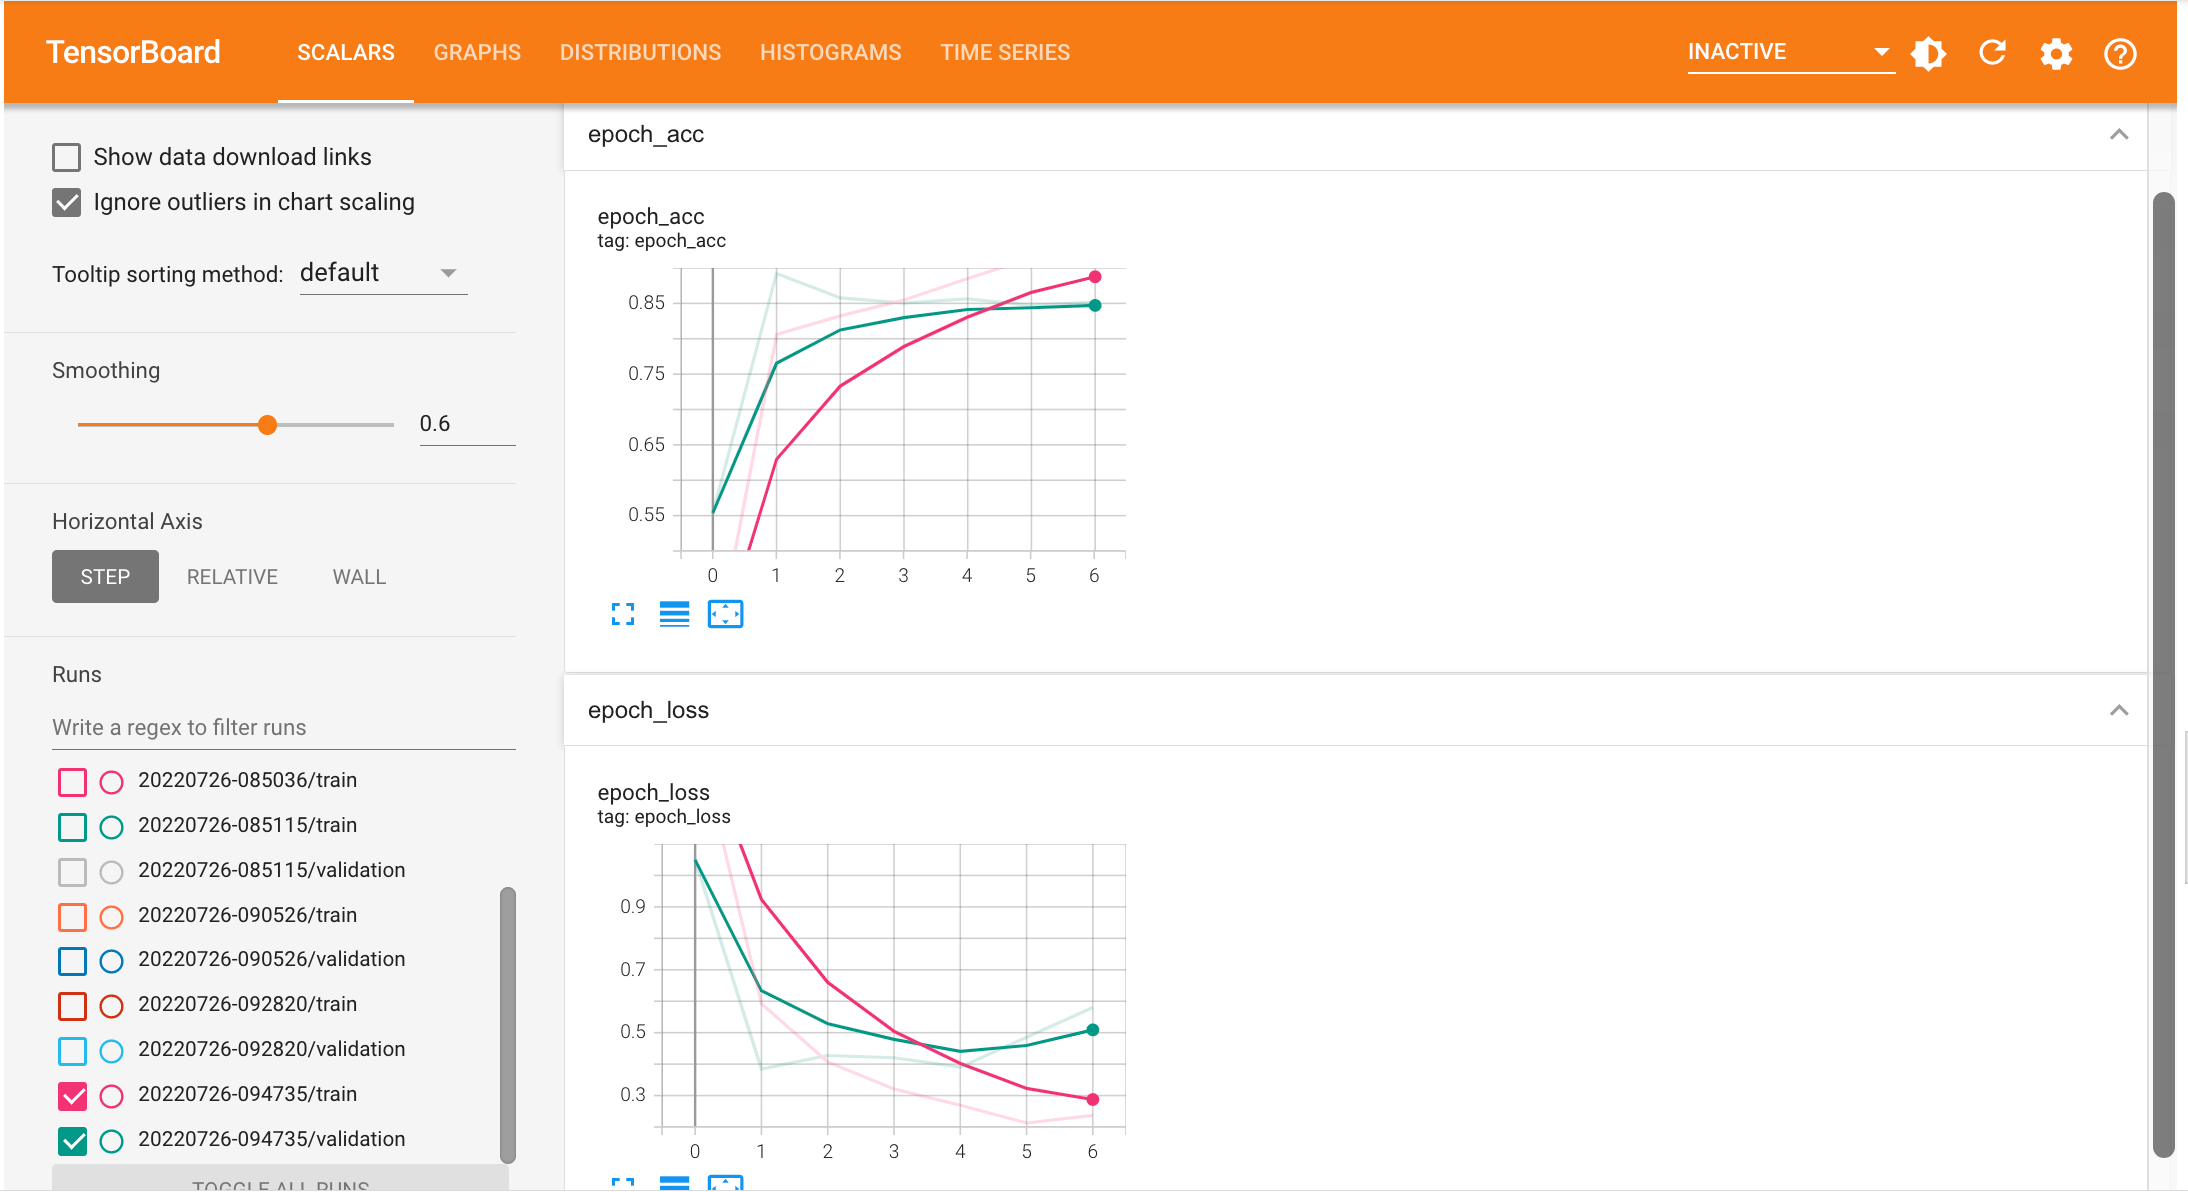 TensorBoard SCALARS GRAPHS DISTRIBUTIONS HISTOGRAMS TIME SERIES INACTIVE
Show data download links
Ignore outliers in chart scaling
Tooltip sorting method: default
Smoothing
0.6
Horizontal Axis
STEP RELATIVE WALL
Runs
Write a regex to filter runs
20220726-085036/train
20220726-085115/train
20220726-085115/validation
20220726-090526/train
20220726-090526/validation
20220726-092820/train
20220726-092820/validation
20220726-094735/train
20220726-094735/validation
TOGGLE ALL RUNS
epoch_acc
epoch_acc
tag: epoch_acc
0.85
0.75
0.65
0.55
0 1 2 3 4 5 6
epoch_loss
epoch_loss
tag: epoch_loss
0.9
0.7
0.5
0.3
0 1 2 3 4 5 6